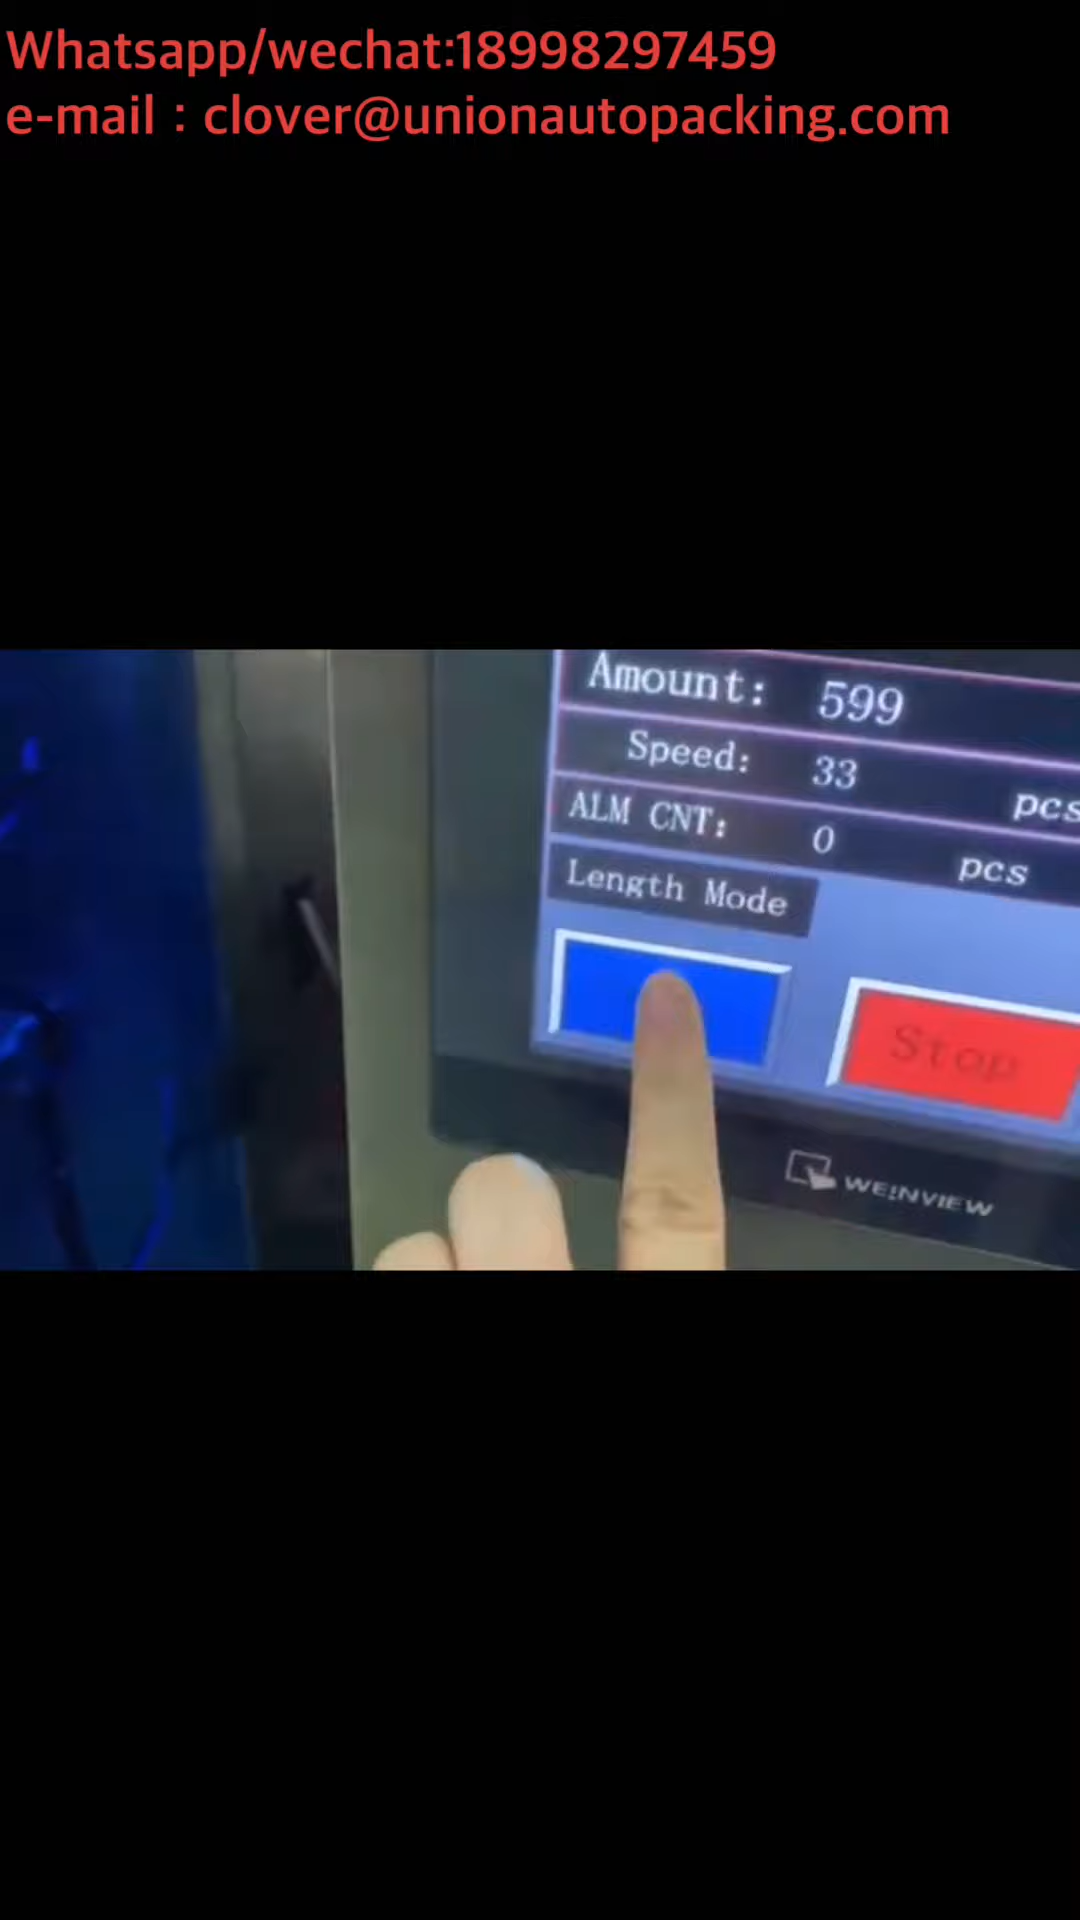 Whatsapp/wechat:18998297459
e-mail：clover@unionautopacking.com
Amount: 599
Speed: 33 pcs
ALM CNT: 0 pcs
Length Mode
Stop
WEINVIEW